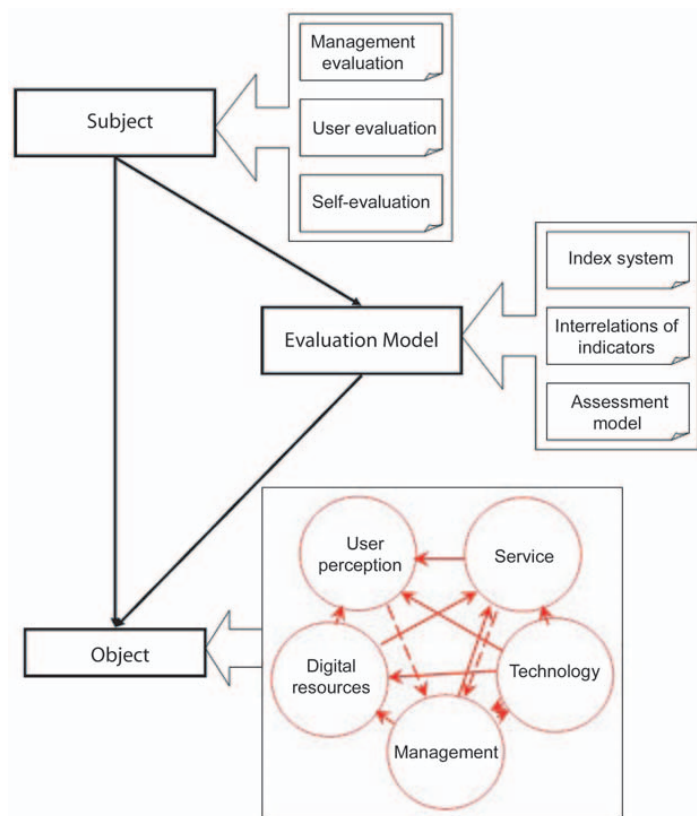 Management
evaluation
Subject
User evaluation
Self-evaluation
Index system
Evaluation Model
Interrelations of
indicators
Assessment
model
User
perception
Service
Object
Digital
resources
Technology
Management